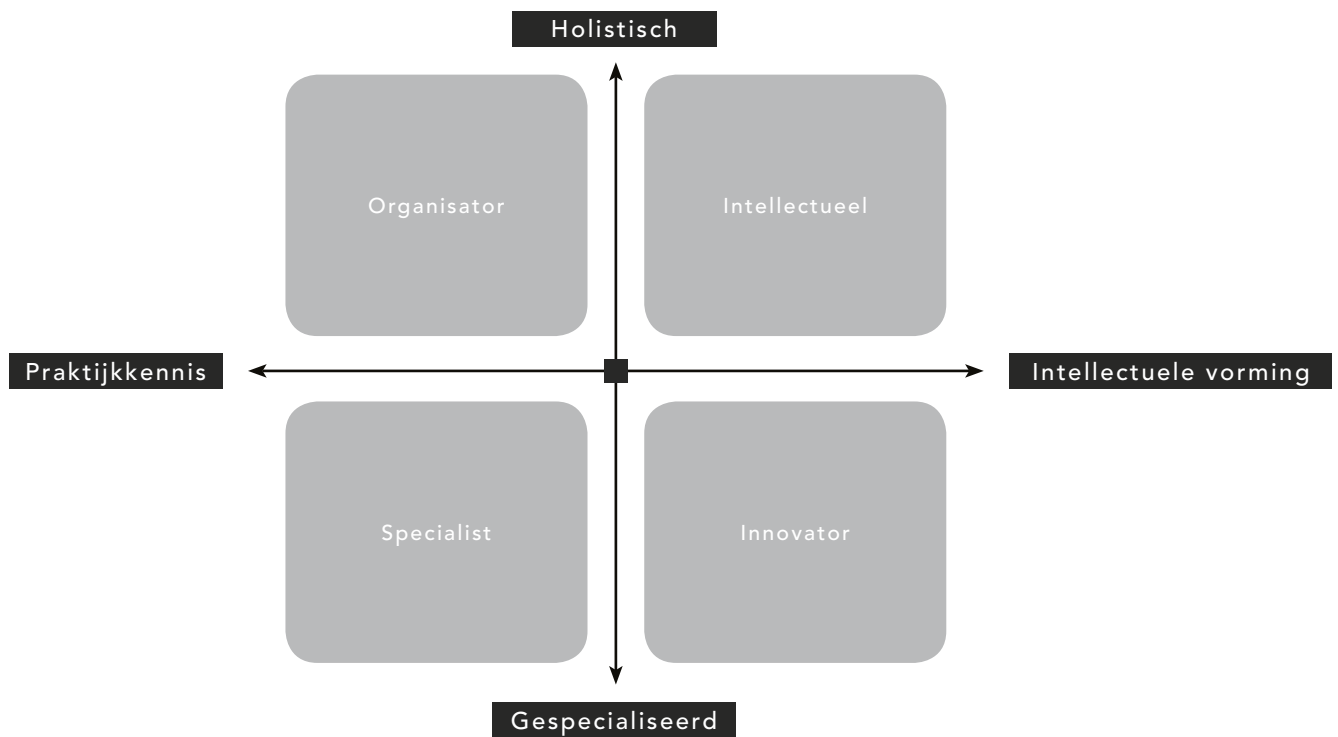 Holistisch
Organisator
Intellectueel
Praktijkkennis
Intellectuele vorming
Specialist
Innovator
Gespecialiseerd